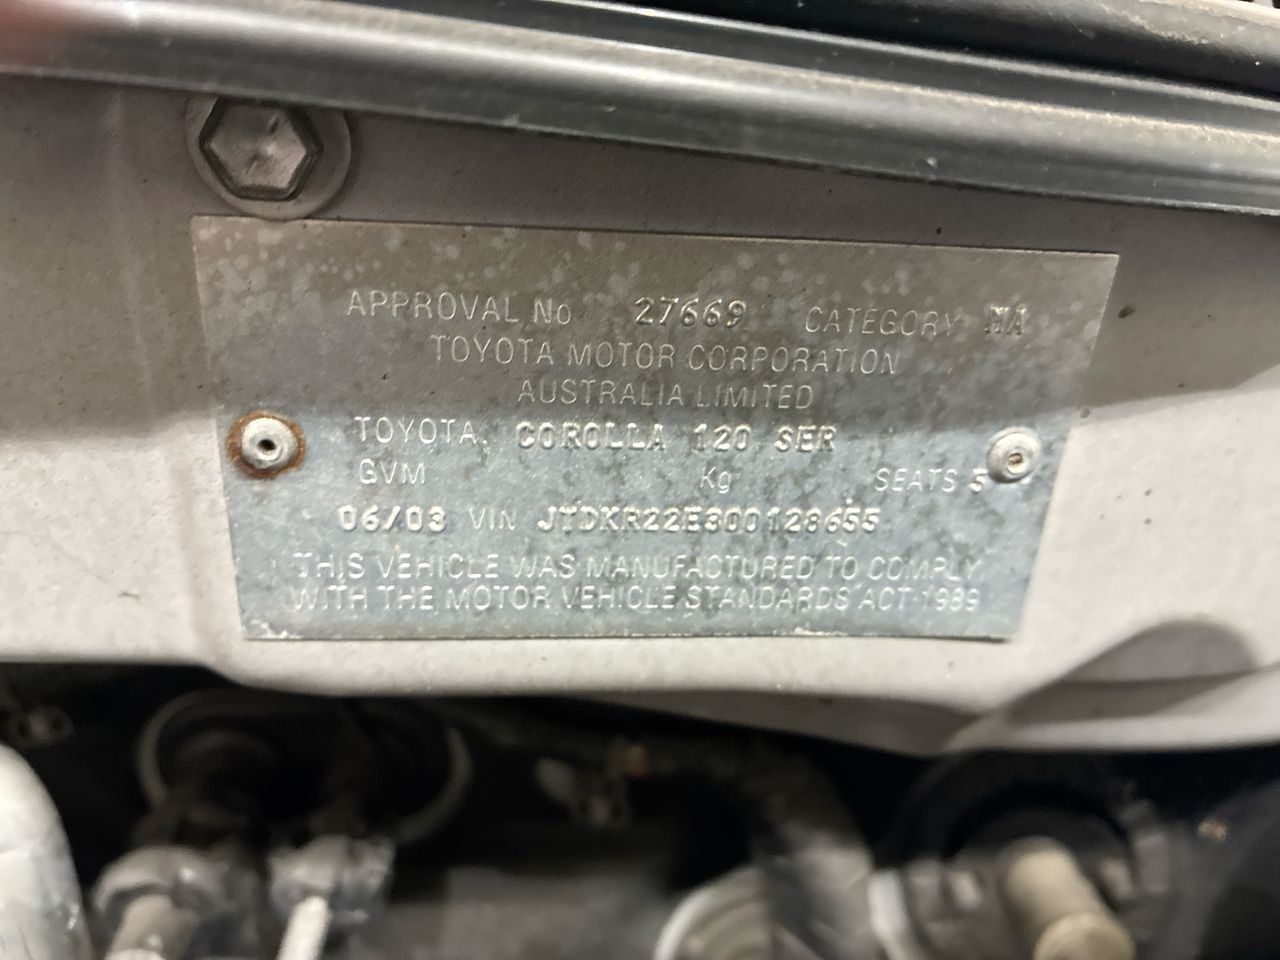 APPROVAL No 27669 CATEGORY MA
TOYOTA MOTOR CORPORATION
AUSTRALIA LIMITED
TOYOTA. COROLLA 120 SER
GVM Kg SEATS 5
06/03 VIN JTDKR22E300128655
THIS VEHICLE WAS MANUFACTURED TO COMPLY
WITH THE MOTOR VEHICLE STANDARDS ACT 1989